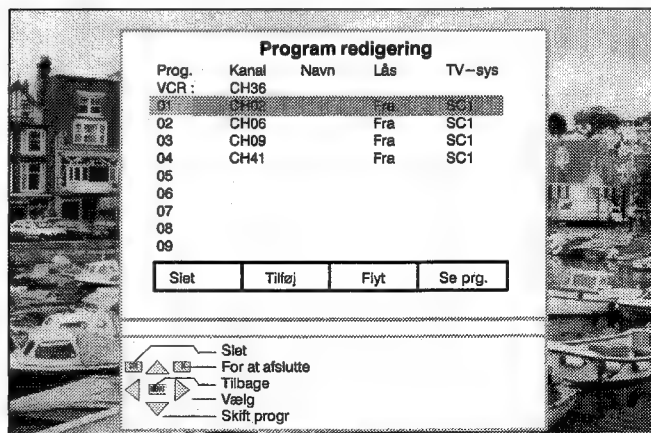 Program redigering
Prog. Kanal Navn Lås TV-sys
VCR : CH36
01 CH02 Fra SC1
02 CH06 Fra SC1
03 CH09 Fra SC1
04 CH41 Fra SC1
05
06
07
08
09
Slet Tilføj Flyt Se prg.
Slet
For at afslutte
Tilbage
Vælg
Skift progr